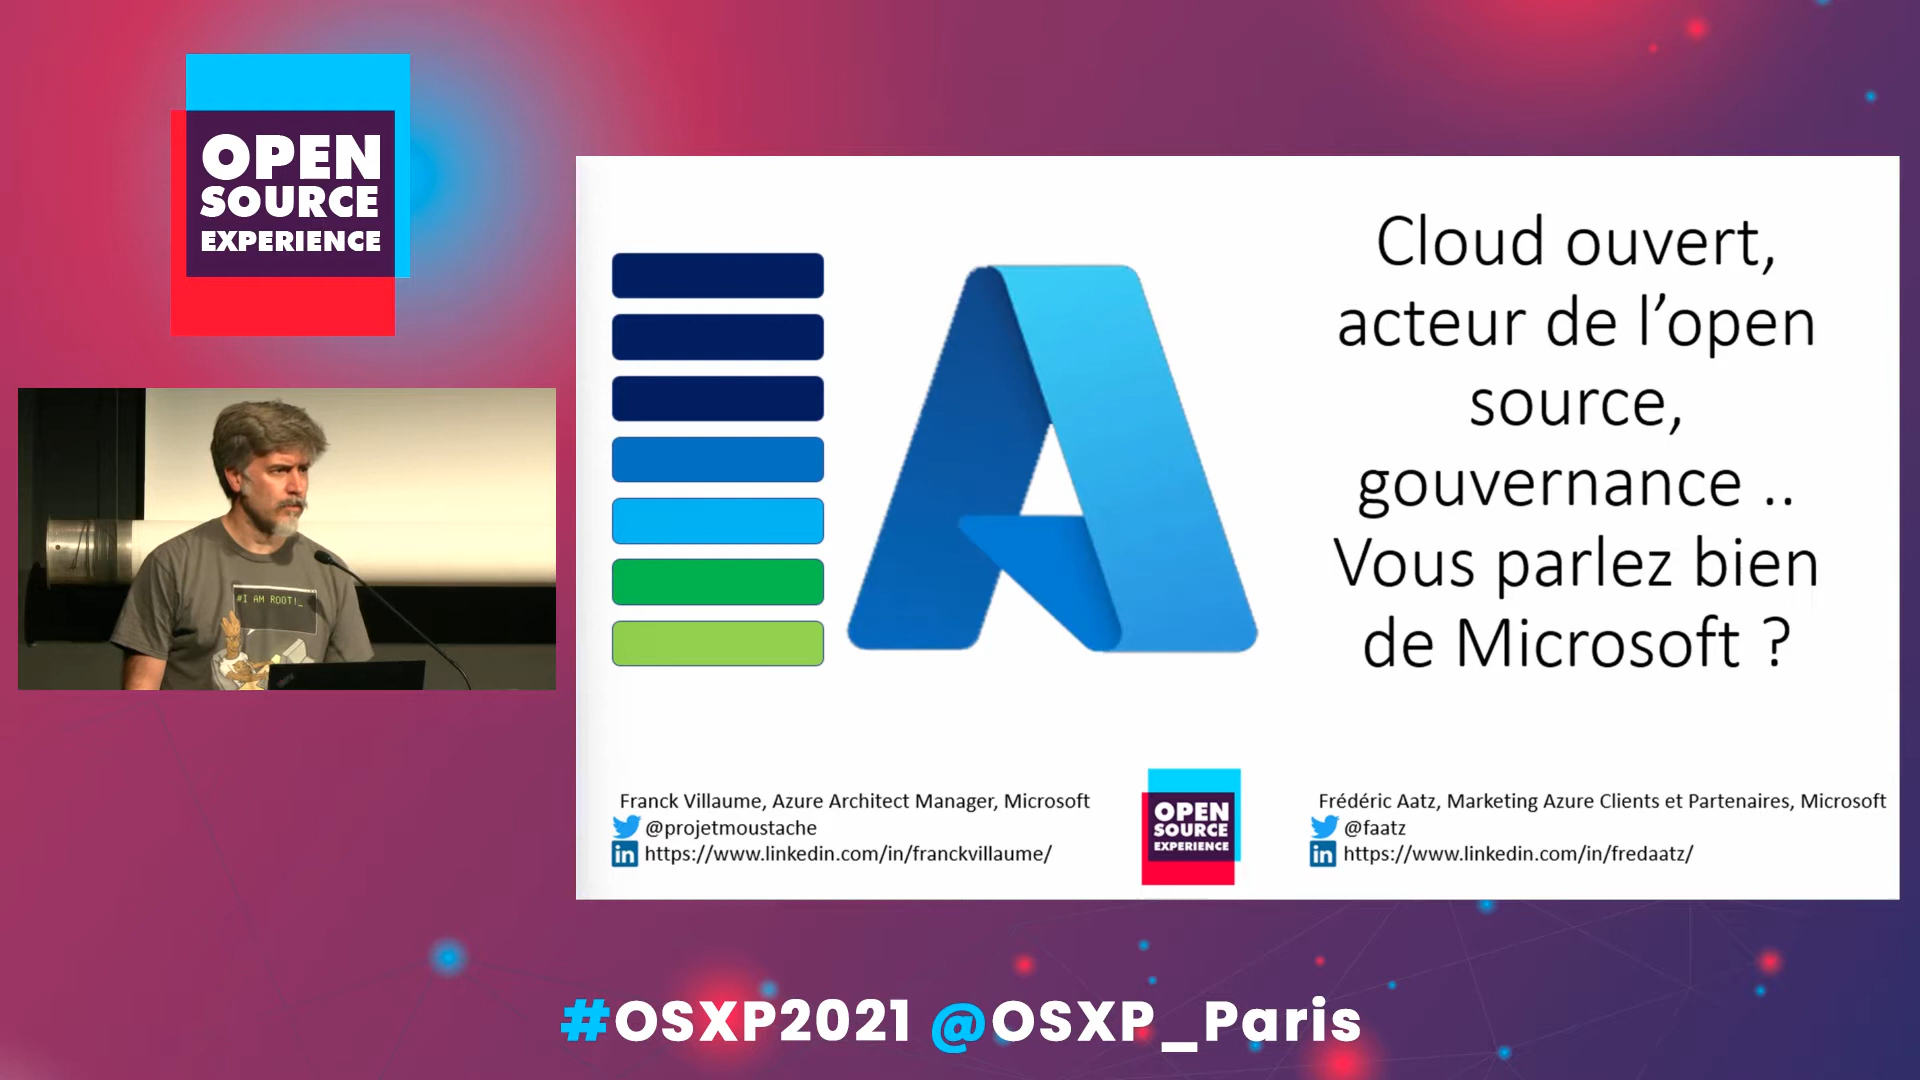 OPEN
SOURCE
EXPERIENCE
#I AM ROOT!_
Cloud ouvert,
acteur de l’open
source,
gouvernance ..
Vous parlez bien
de Microsoft ?
Franck Villaume, Azure Architect Manager, Microsoft
@projetmoustache
in https://www.linkedin.com/in/franckvillaume/
OPEN
SOURCE
EXPERIENCE
Frédéric Aatz, Marketing Azure Clients et Partenaires, Microsoft
@faatz
in https://www.linkedin.com/in/fredaatz/
#OSXP2021 @OSXP_Paris